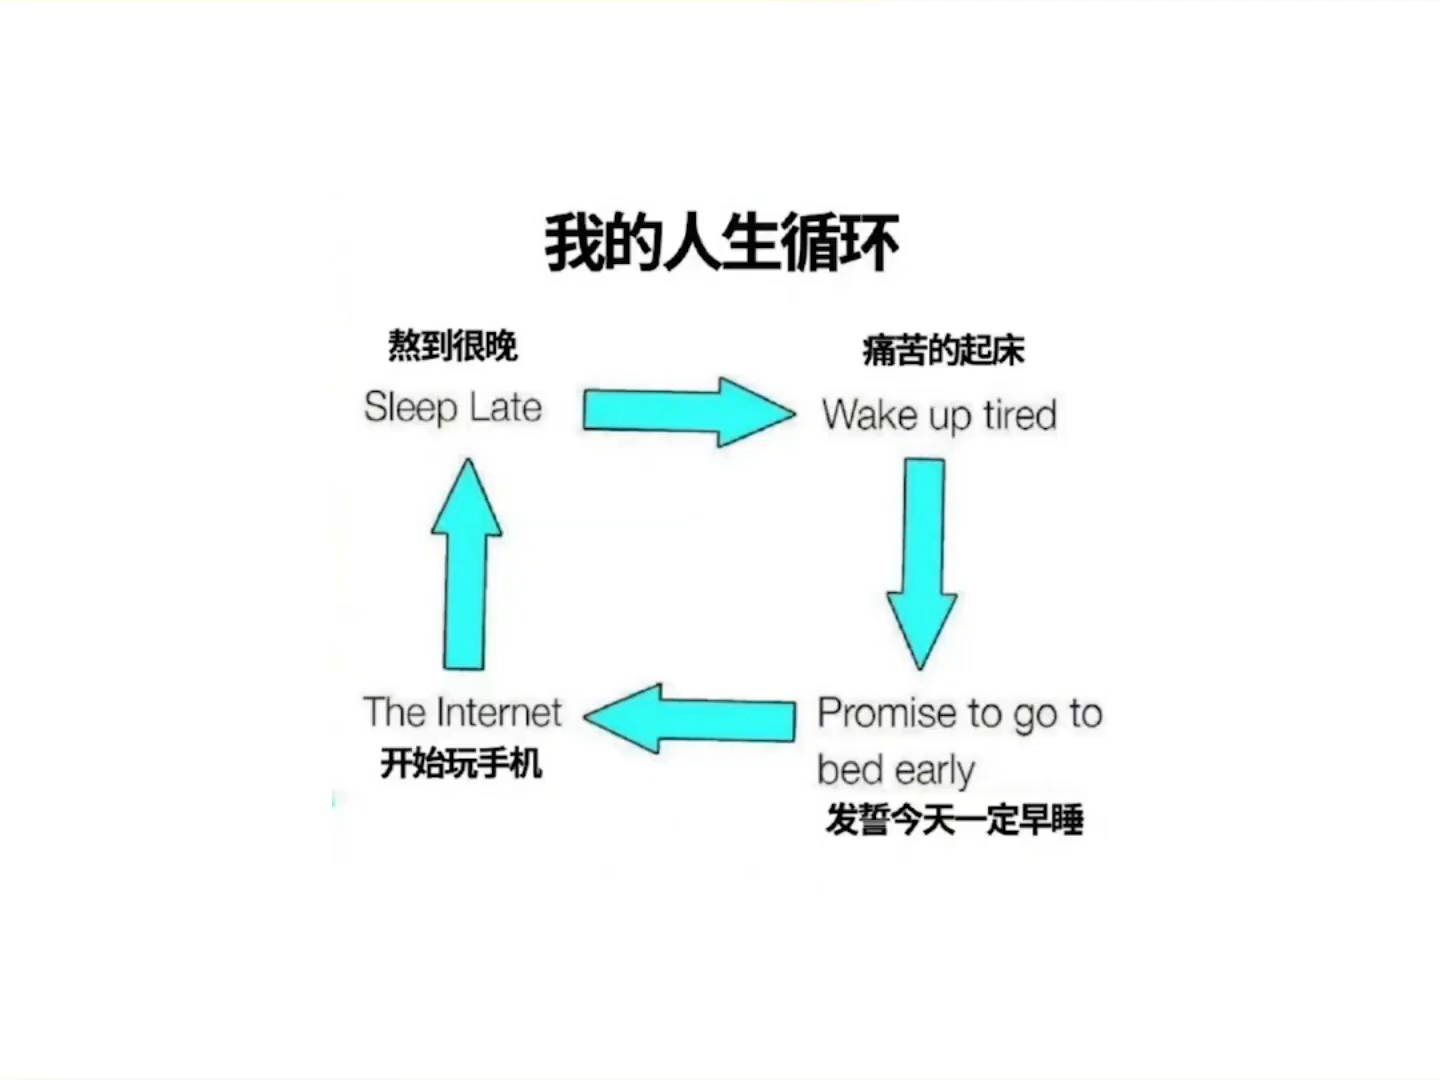 我的人生循环
熬到很晚
痛苦的起床
Sleep Late
Wake up tired
The Internet
开始玩手机
Promise to go to
bed early
发誓今天一定早睡